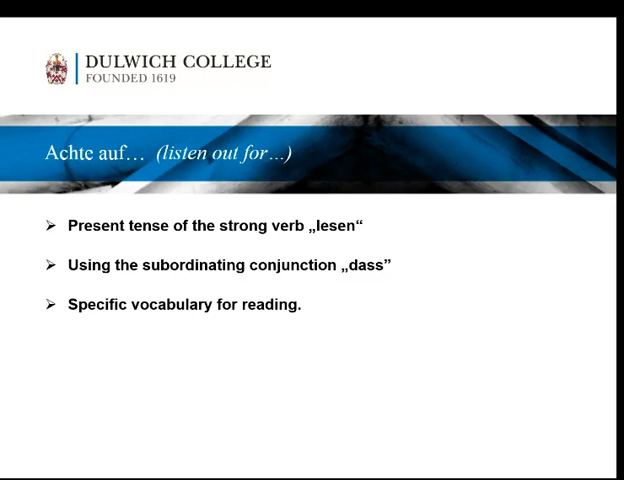 DULWICH COLLEGE
FOUNDED 1619
Achte auf… (listen out for…)
Present tense of the strong verb „lesen“
Using the subordinating conjunction „dass”
Specific vocabulary for reading.